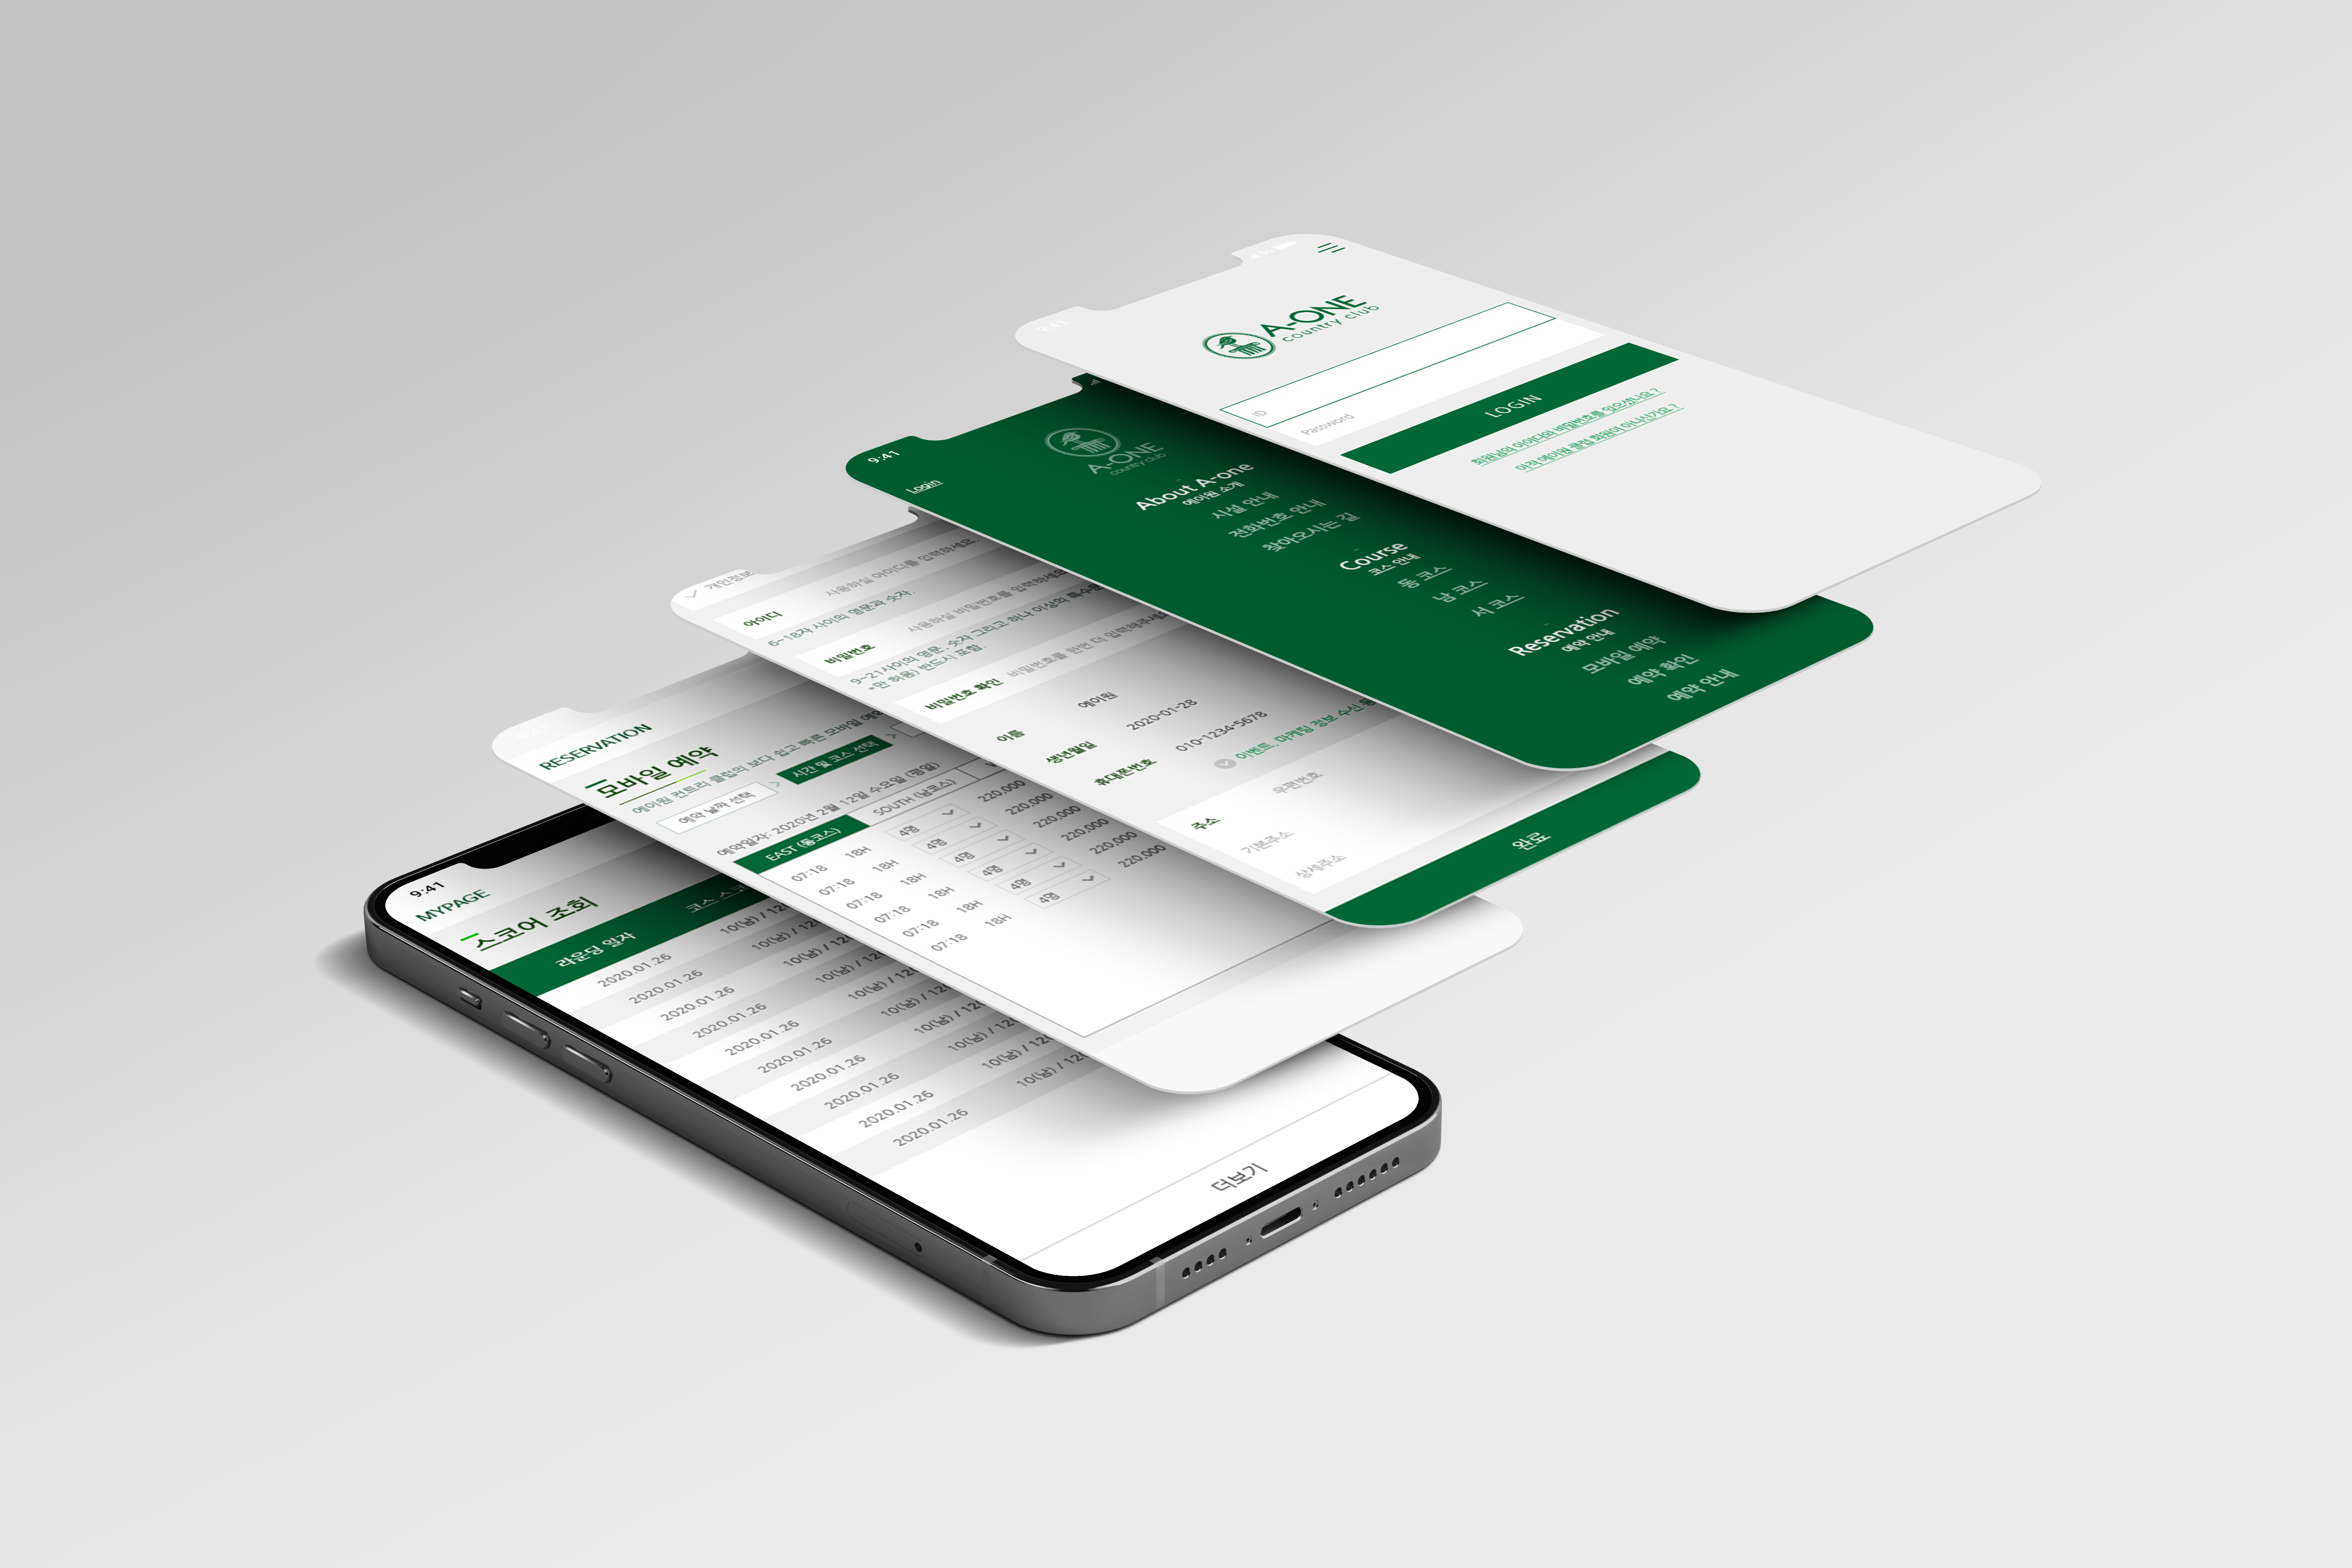 A-ONE
country club
ID
Password
LOGIN
회원님의 아이디와 비밀번호를 잊으셨나요 ?
아직 에이원 클럽 회원이 아니신가요 ?
9:41
Login
A-ONE
country club
About A-one
에이원 소개
시설 안내
전화번호 안내
찾아오시는 길
Course
코스 안내
동 코스
남 코스
서 코스
Reservation
예약 안내
모바일 예약
예약 확인
예약 안내
개인정보
아이디 사용하실 아이디를 입력하세요.
6~18자 사이의 영문과 숫자.
비밀번호 사용하실 비밀번호를 입력하세요
9~21사이의 영문, 숫자 그리고 하나 이상의 특수문
*만 허용) 반드시 포함.
비밀번호 확인 비밀번호를 한번 더 입력해주세
이름 에이원
생년월일 2020-01-28
휴대폰번호 010-1234-5678
이벤트, 마케팅 정보 수신
주소 우편번호
기본주소
상세주소
완료
RESERVATION
모바일 예약
에이원 컨트리 클럽의 보다 쉽고 빠른 모바일 예약
예약 날짜 선택 > 시간 및 코스 선택 >
예약일자: 2020년 2월 12일 수요일 (평일)
EAST (동코스) SOUTH (남코스)
07:18 18H 4명 220,000
07:18 18H 4명 220,000
07:18 18H 4명 220,000
07:18 18H 4명 220,000
07:18 18H 4명 220,000
07:18 18H 4명 220,000
9:41
MYPAGE
스코어 조회
라운딩 일자 코스 스코
2020.01.26 10(남) / 12
2020.01.26 10(남) / 12
2020.01.26 10(남) / 12
2020.01.26 10(남) / 12
2020.01.26 10(남) / 12
2020.01.26 10(남) / 12
2020.01.26 10(남) / 12
2020.01.26 10(남) / 12
2020.01.26 10(남) / 12
2020.01.26 10(남) / 12
더보기